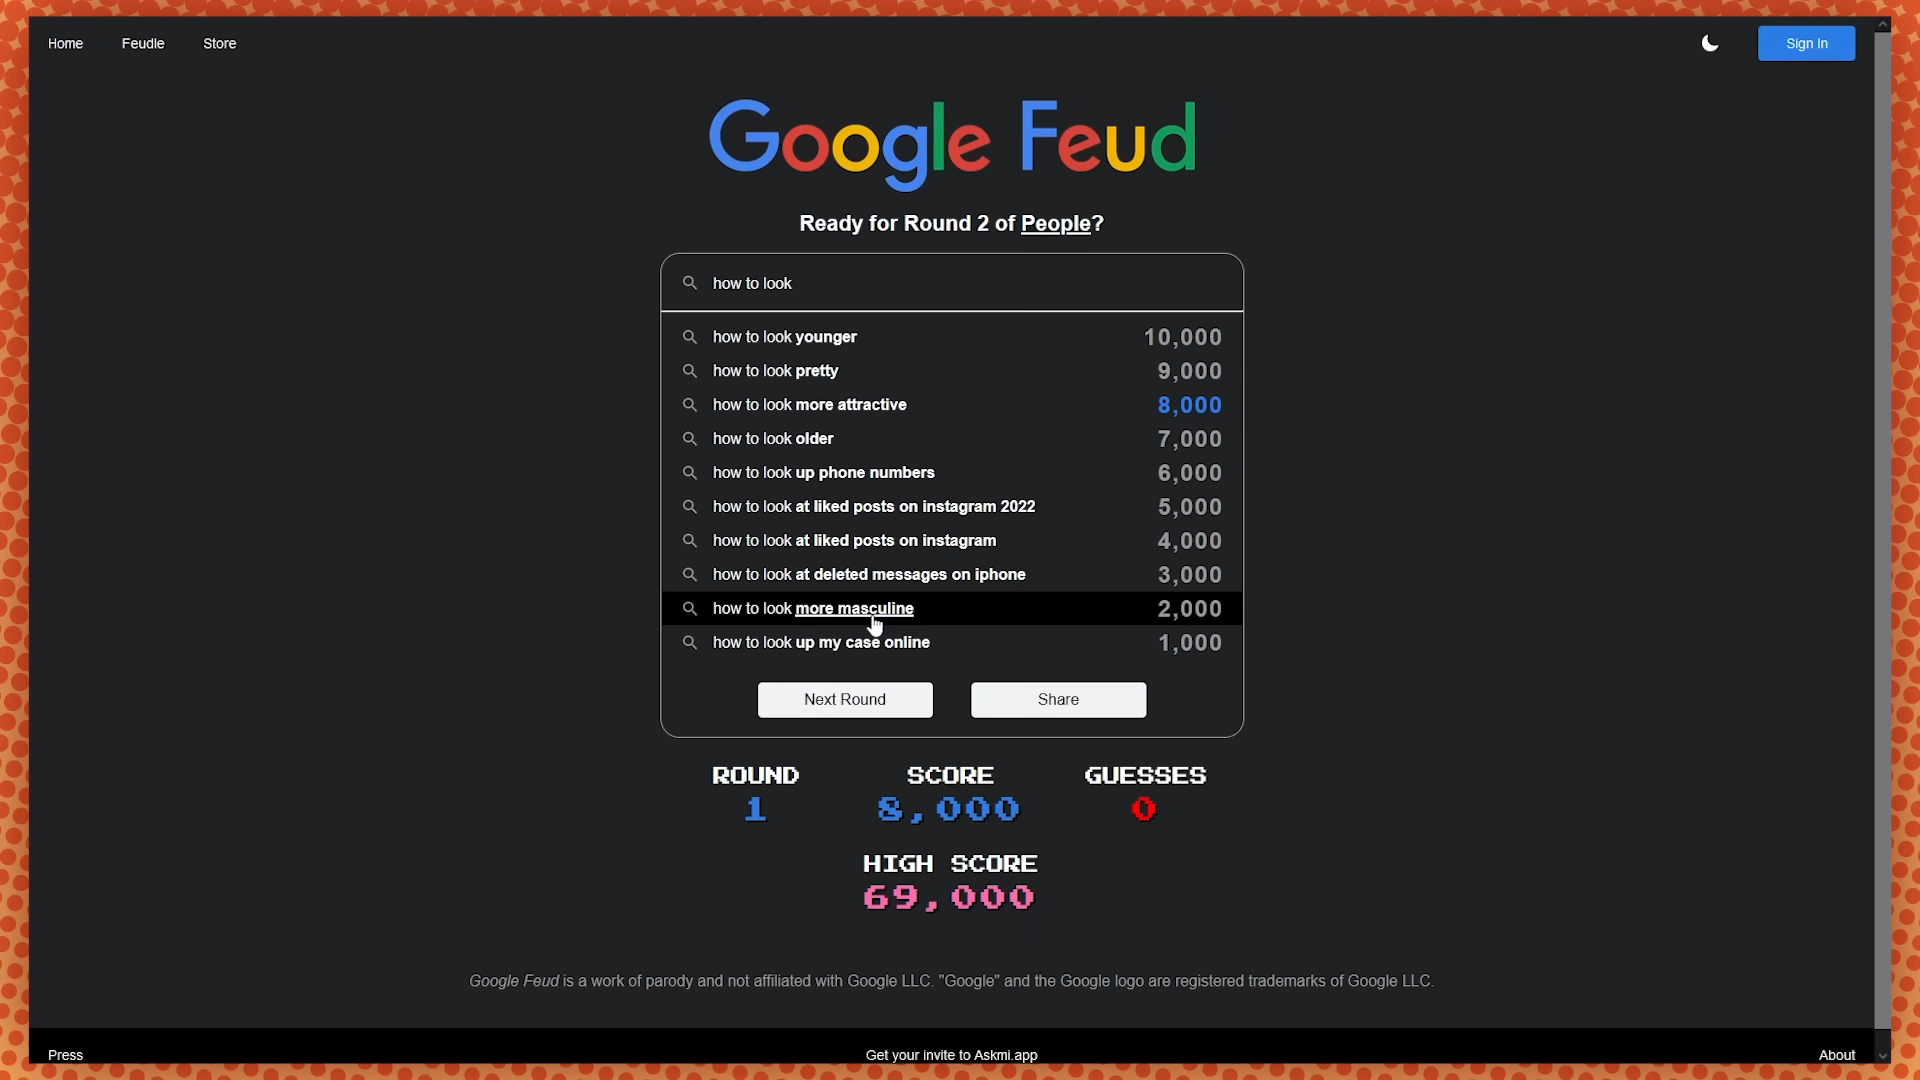 Home Feudle Store Sign In
Google Feud
Ready for Round 2 of People?
how to look
how to look younger 10,000
how to look pretty 9,000
how to look more attractive 8,000
how to look older 7,000
how to look up phone numbers 6,000
how to look at liked posts on instagram 2022 5,000
how to look at liked posts on instagram 4,000
how to look at deleted messages on iphone 3,000
how to look more masculine 2,000
how to look up my case online 1,000
Next Round Share
ROUND SCORE GUESSES
1 8,000 0
HIGH SCORE
69,000
Google Feud is a work of parody and not affiliated with Google LLC. "Google" and the Google logo are registered trademarks of Google LLC.
Press Get your invite to Askmi.app About